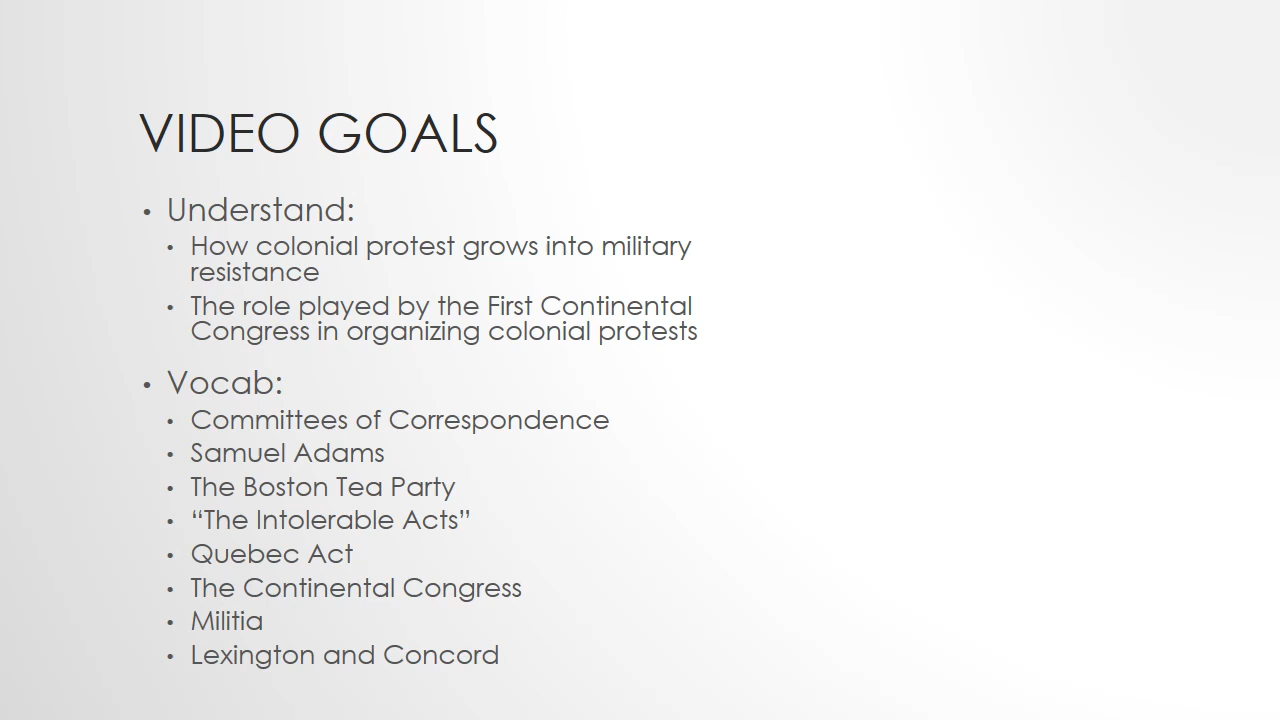 VIDEO GOALS
• Understand:
• How colonial protest grows into military
resistance
• The role played by the First Continental
Congress in organizing colonial protests
• Vocab:
• Committees of Correspondence
• Samuel Adams
• The Boston Tea Party
• “The Intolerable Acts”
• Quebec Act
• The Continental Congress
• Militia
• Lexington and Concord